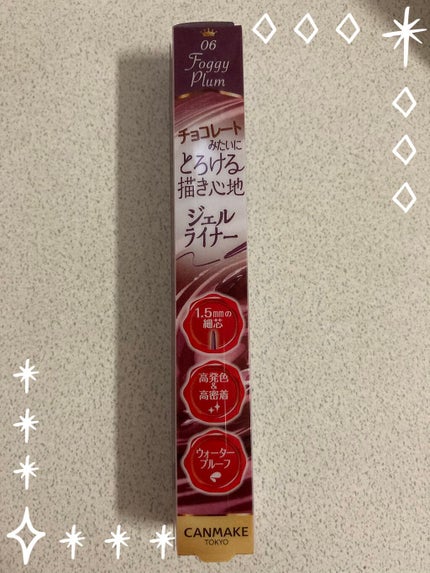 06
Foggy
Plum
チョコレート
みたいに
とろける
描き心地
ジェル
ライナー
1.5mmの
細芯
高発色
&
高密着
ウォーター
プルーフ
CANMAKE
TOKYO